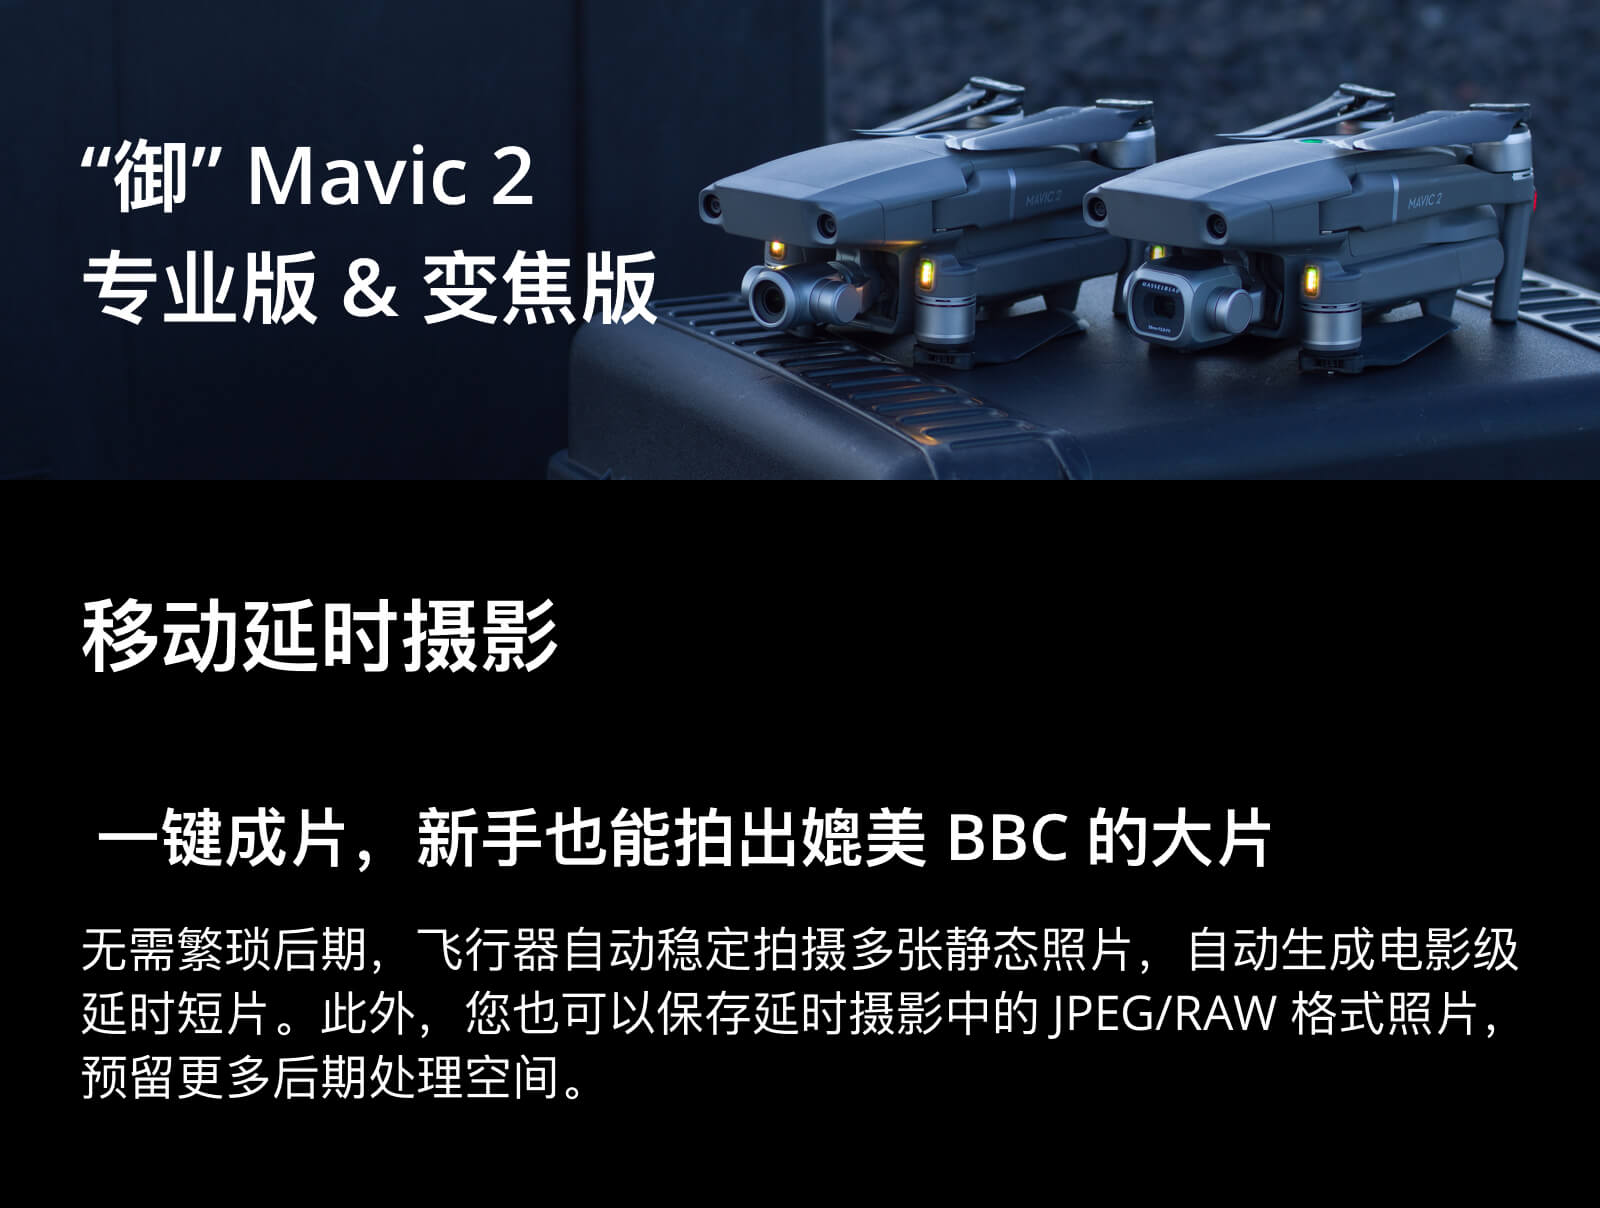 “御” Mavic 2
专业版 & 变焦版
MAVIC 2
MAVIC 2
HASSELBLAD
移动延时摄影
一键成片，新手也能拍出媲美 BBC 的大片
无需繁琐后期，飞行器自动稳定拍摄多张静态照片，自动生成电影级
延时短片。此外，您也可以保存延时摄影中的 JPEG/RAW 格式照片，
预留更多后期处理空间。